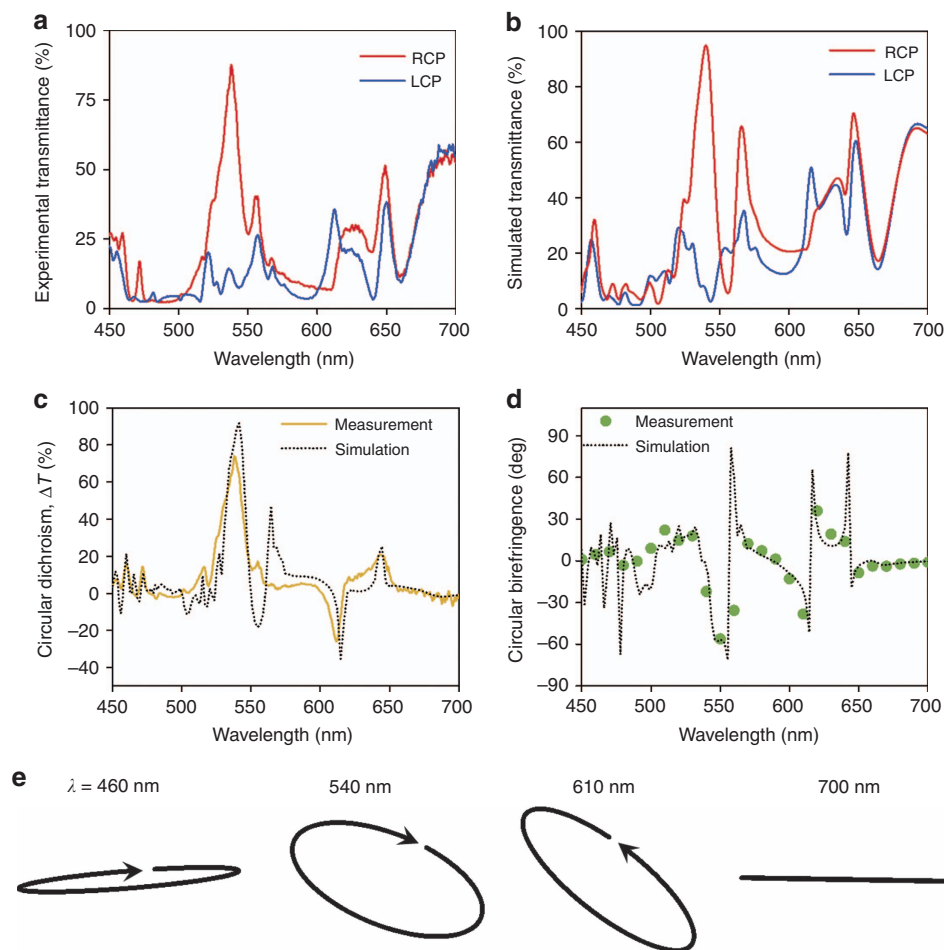 a
Experimental transmittance (%)
100
75
50
25
0
RCP
LCP
450 500 550 600 650 700
Wavelength (nm)
b
Simulated transmittance (%)
100
80
60
40
20
0
RCP
LCP
450 500 550 600 650 700
Wavelength (nm)
c
Circular dichroism, ΔT (%)
100
80
60
40
20
0
−20
−40
Measurement
Simulation
450 500 550 600 650 700
Wavelength (nm)
d
Circular birefringence (deg)
90
60
30
0
−30
−60
−90
Measurement
Simulation
450 500 550 600 650 700
Wavelength (nm)
e
λ = 460 nm 540 nm 610 nm 700 nm